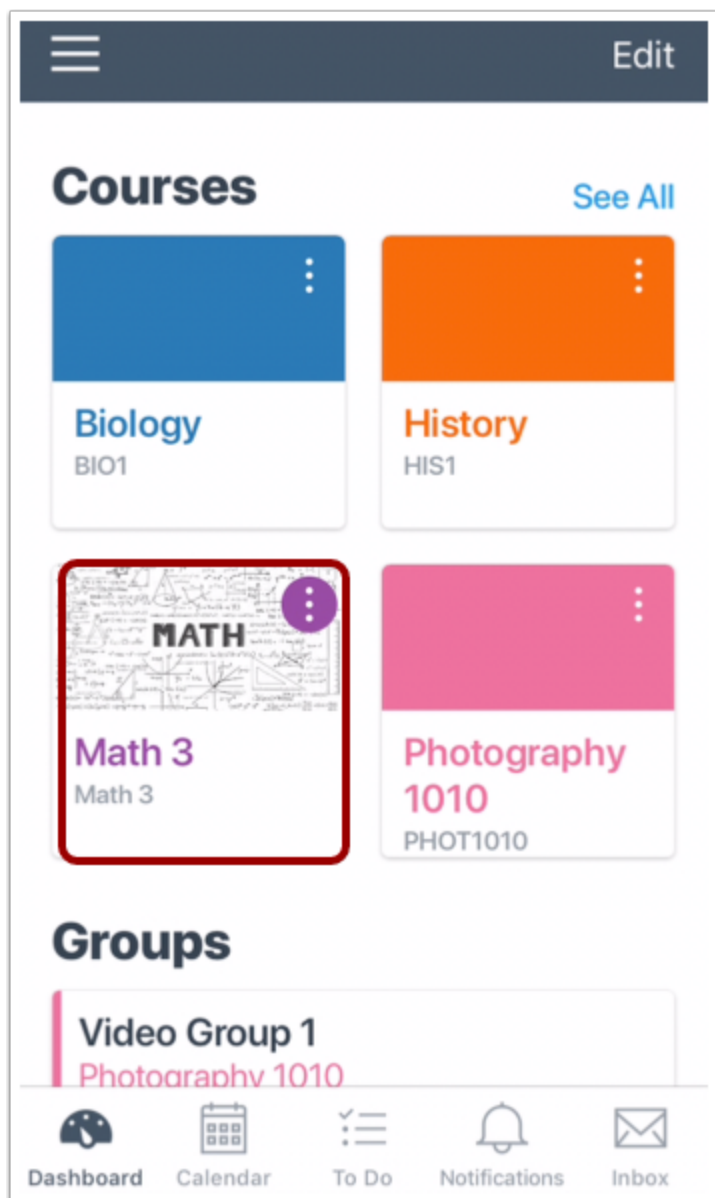 Edit
Courses
See All
Biology
BIO1
History
HIS1
MATH
Math 3
Math 3
Photography
1010
PHOT1010
Groups
Video Group 1
Photography 1010
Dashboard
Calendar
To Do
Notifications
Inbox